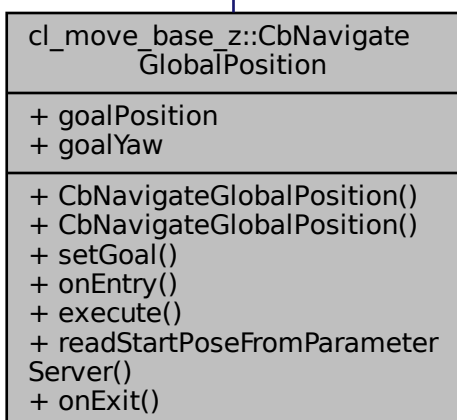 cl_move_base_z::CbNavigate
GlobalPosition
+ goalPosition
+ goalYaw
+ CbNavigateGlobalPosition()
+ CbNavigateGlobalPosition()
+ setGoal()
+ onEntry()
+ execute()
+ readStartPoseFromParameter
Server()
+ onExit()